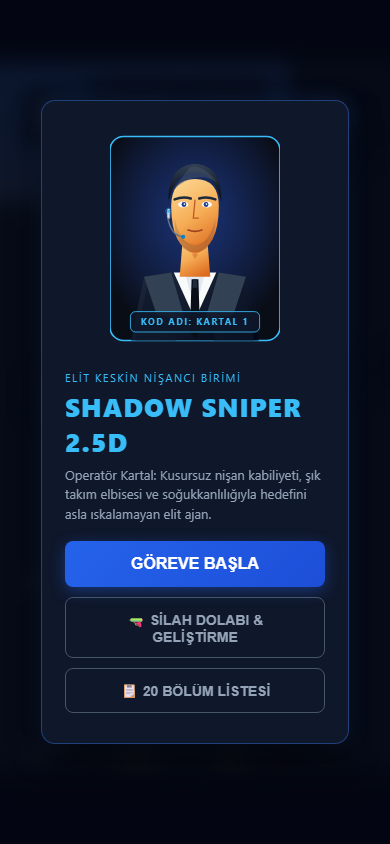 KOD ADI: KARTAL 1
ELİT KESKİN NİŞANCI BİRİMİ
SHADOW SNIPER
2.5D
Operatör Kartal: Kusursuz nişan kabiliyeti, şık
takım elbisesi ve soğukkanlılığıyla hedefini
asla ıskalamayan elit ajan.
GÖREVE BAŞLA
SİLAH DOLABI &
GELİŞTİRME
20 BÖLÜM LİSTESİ